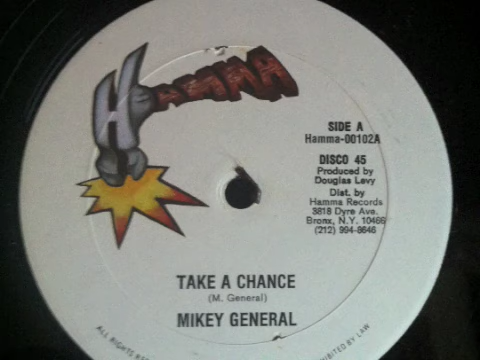 HAMMA
SIDE A
Hamma-00102A
DISCO 45
Produced by
Douglas Levy
Dist. by
Hamma Records
3818 Dyre Ave.
Bronx, N.Y. 10466
(212) 994-8646
TAKE A CHANCE
(M. General)
MIKEY GENERAL
ALL RIGHTS
BY LAW